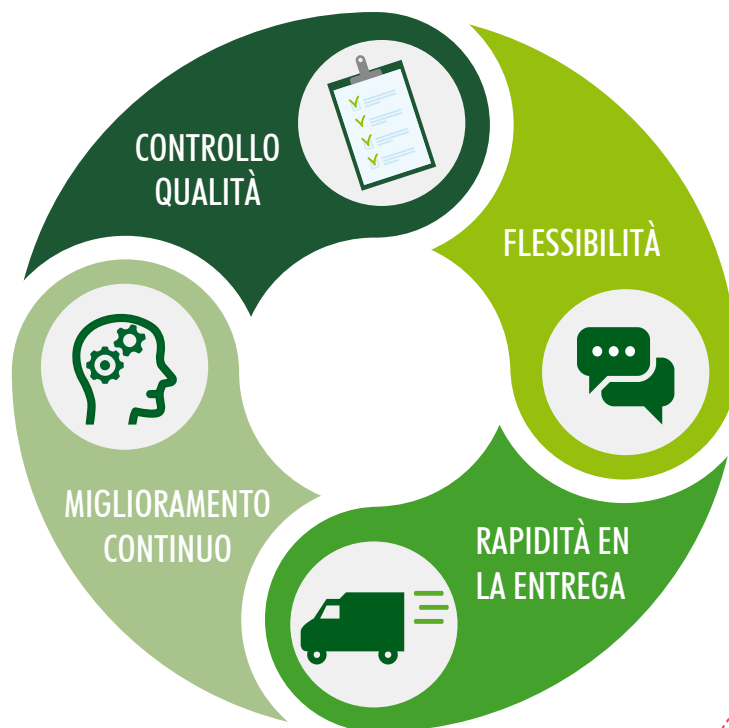 CONTROLLO
QUALITÀ
FLESSIBILITÀ
RAPIDITÀ EN
LA ENTREGA
MIGLIORAMENTO
CONTINUO